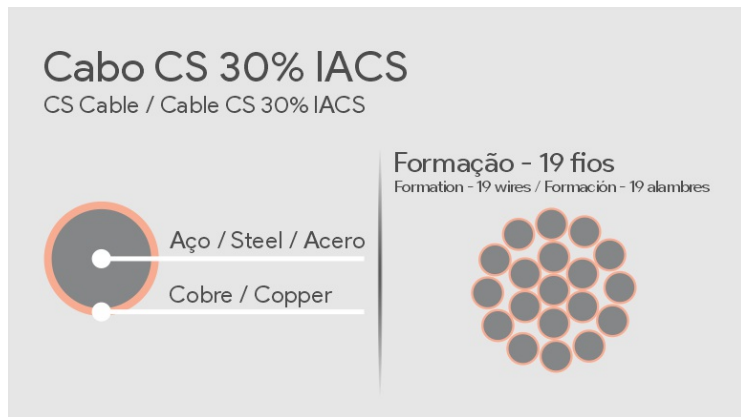 Cabo CS 30% IACS
CS Cable / Cable CS 30% IACS
Aço / Steel / Acero
Cobre / Copper
Formação - 19 fios
Formation - 19 wires / Formación - 19 alambres